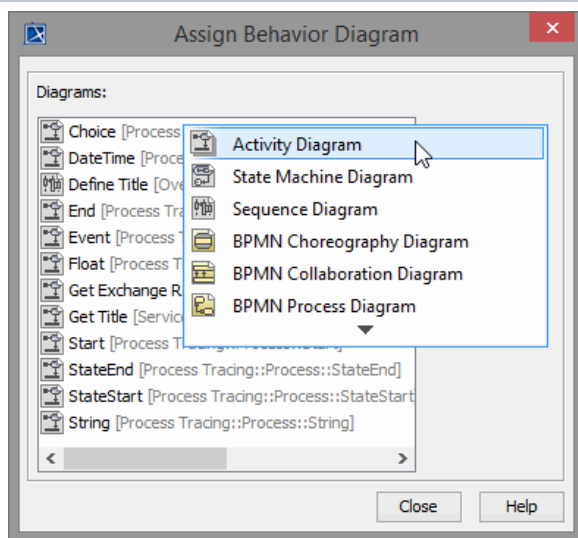 Assign Behavior Diagram
Diagrams:
Choice [Process
DateTime [Proce
Define Title [Ove
End [Process Tra
Event [Process
Float [Process T
Get Exchange R
Get Title [Servic
Start [Process
StateEnd [Process Tracing::Process::StateEnd]
StateStart [Process Tracing::Process::StateStart
String [Process Tracing::Process::String]
Activity Diagram
State Machine Diagram
Sequence Diagram
BPMN Choreography Diagram
BPMN Collaboration Diagram
BPMN Process Diagram
Close
Help